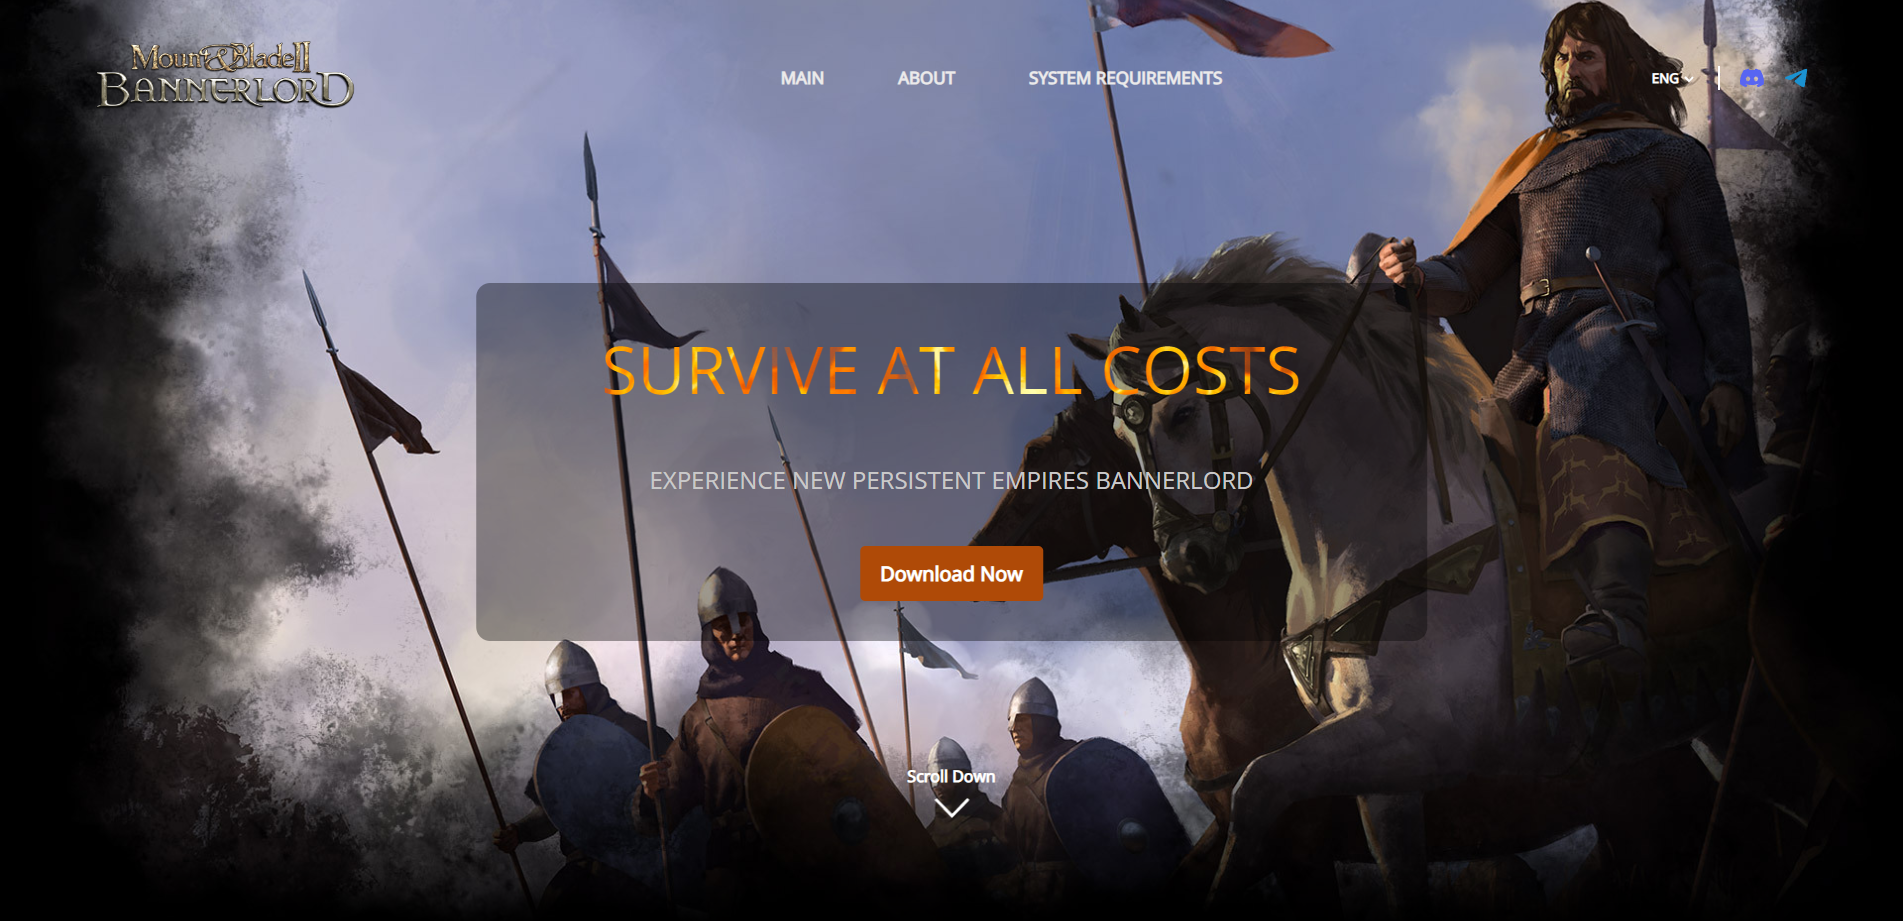 Mount & Blade II
BANNERLORD
MAIN
ABOUT
SYSTEM REQUIREMENTS
ENG
SURVIVE AT ALL COSTS
EXPERIENCE NEW PERSISTENT EMPIRES BANNERLORD
Download Now
Scroll Down